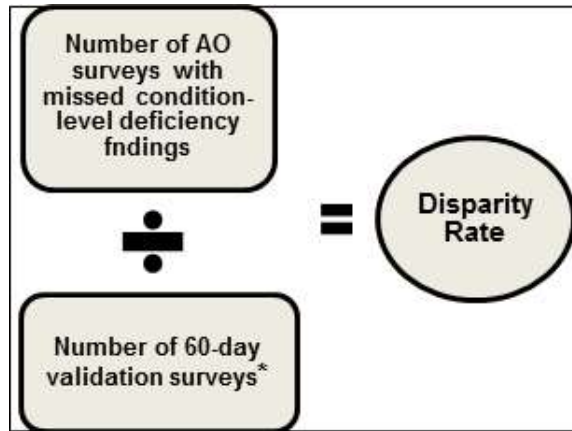 Number of AO
surveys with
missed condition-
level deficiency
fndings
Disparity
Rate
Number of 60-day
validation surveys*